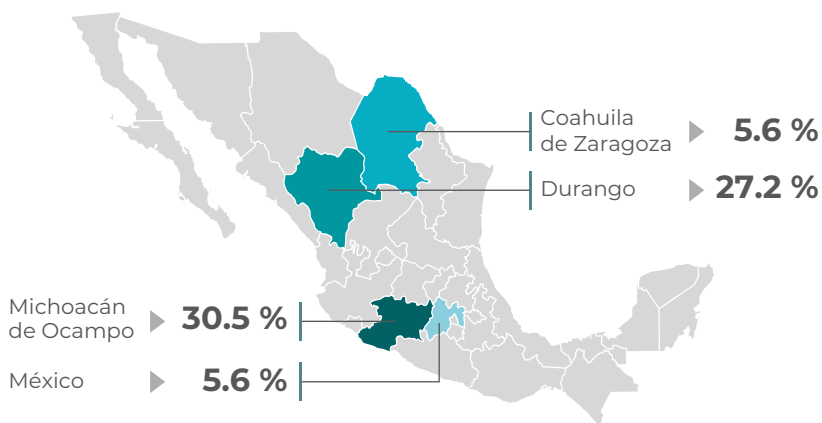 Coahuila
de Zaragoza
5.6 %
Durango
27.2 %
Michoacán
de Ocampo
30.5 %
México
5.6 %